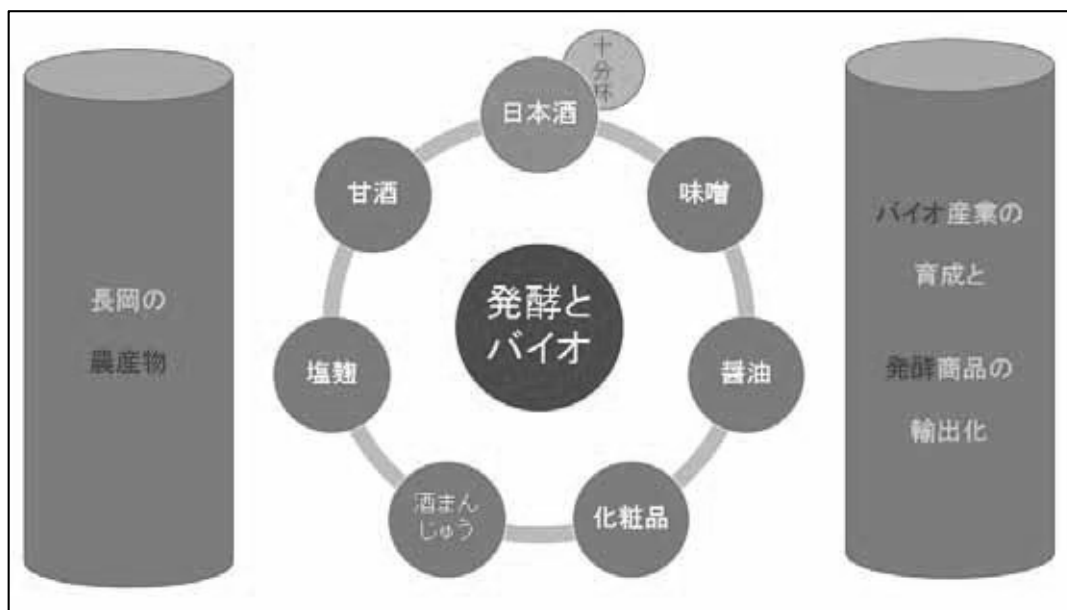 長岡の
農産物
十
分
杯
日本酒
味噌
醤油
化粧品
酒まん
じゅう
塩麹
甘酒
発酵と
バイオ
バイオ産業の
育成と
発酵商品の
輸出化